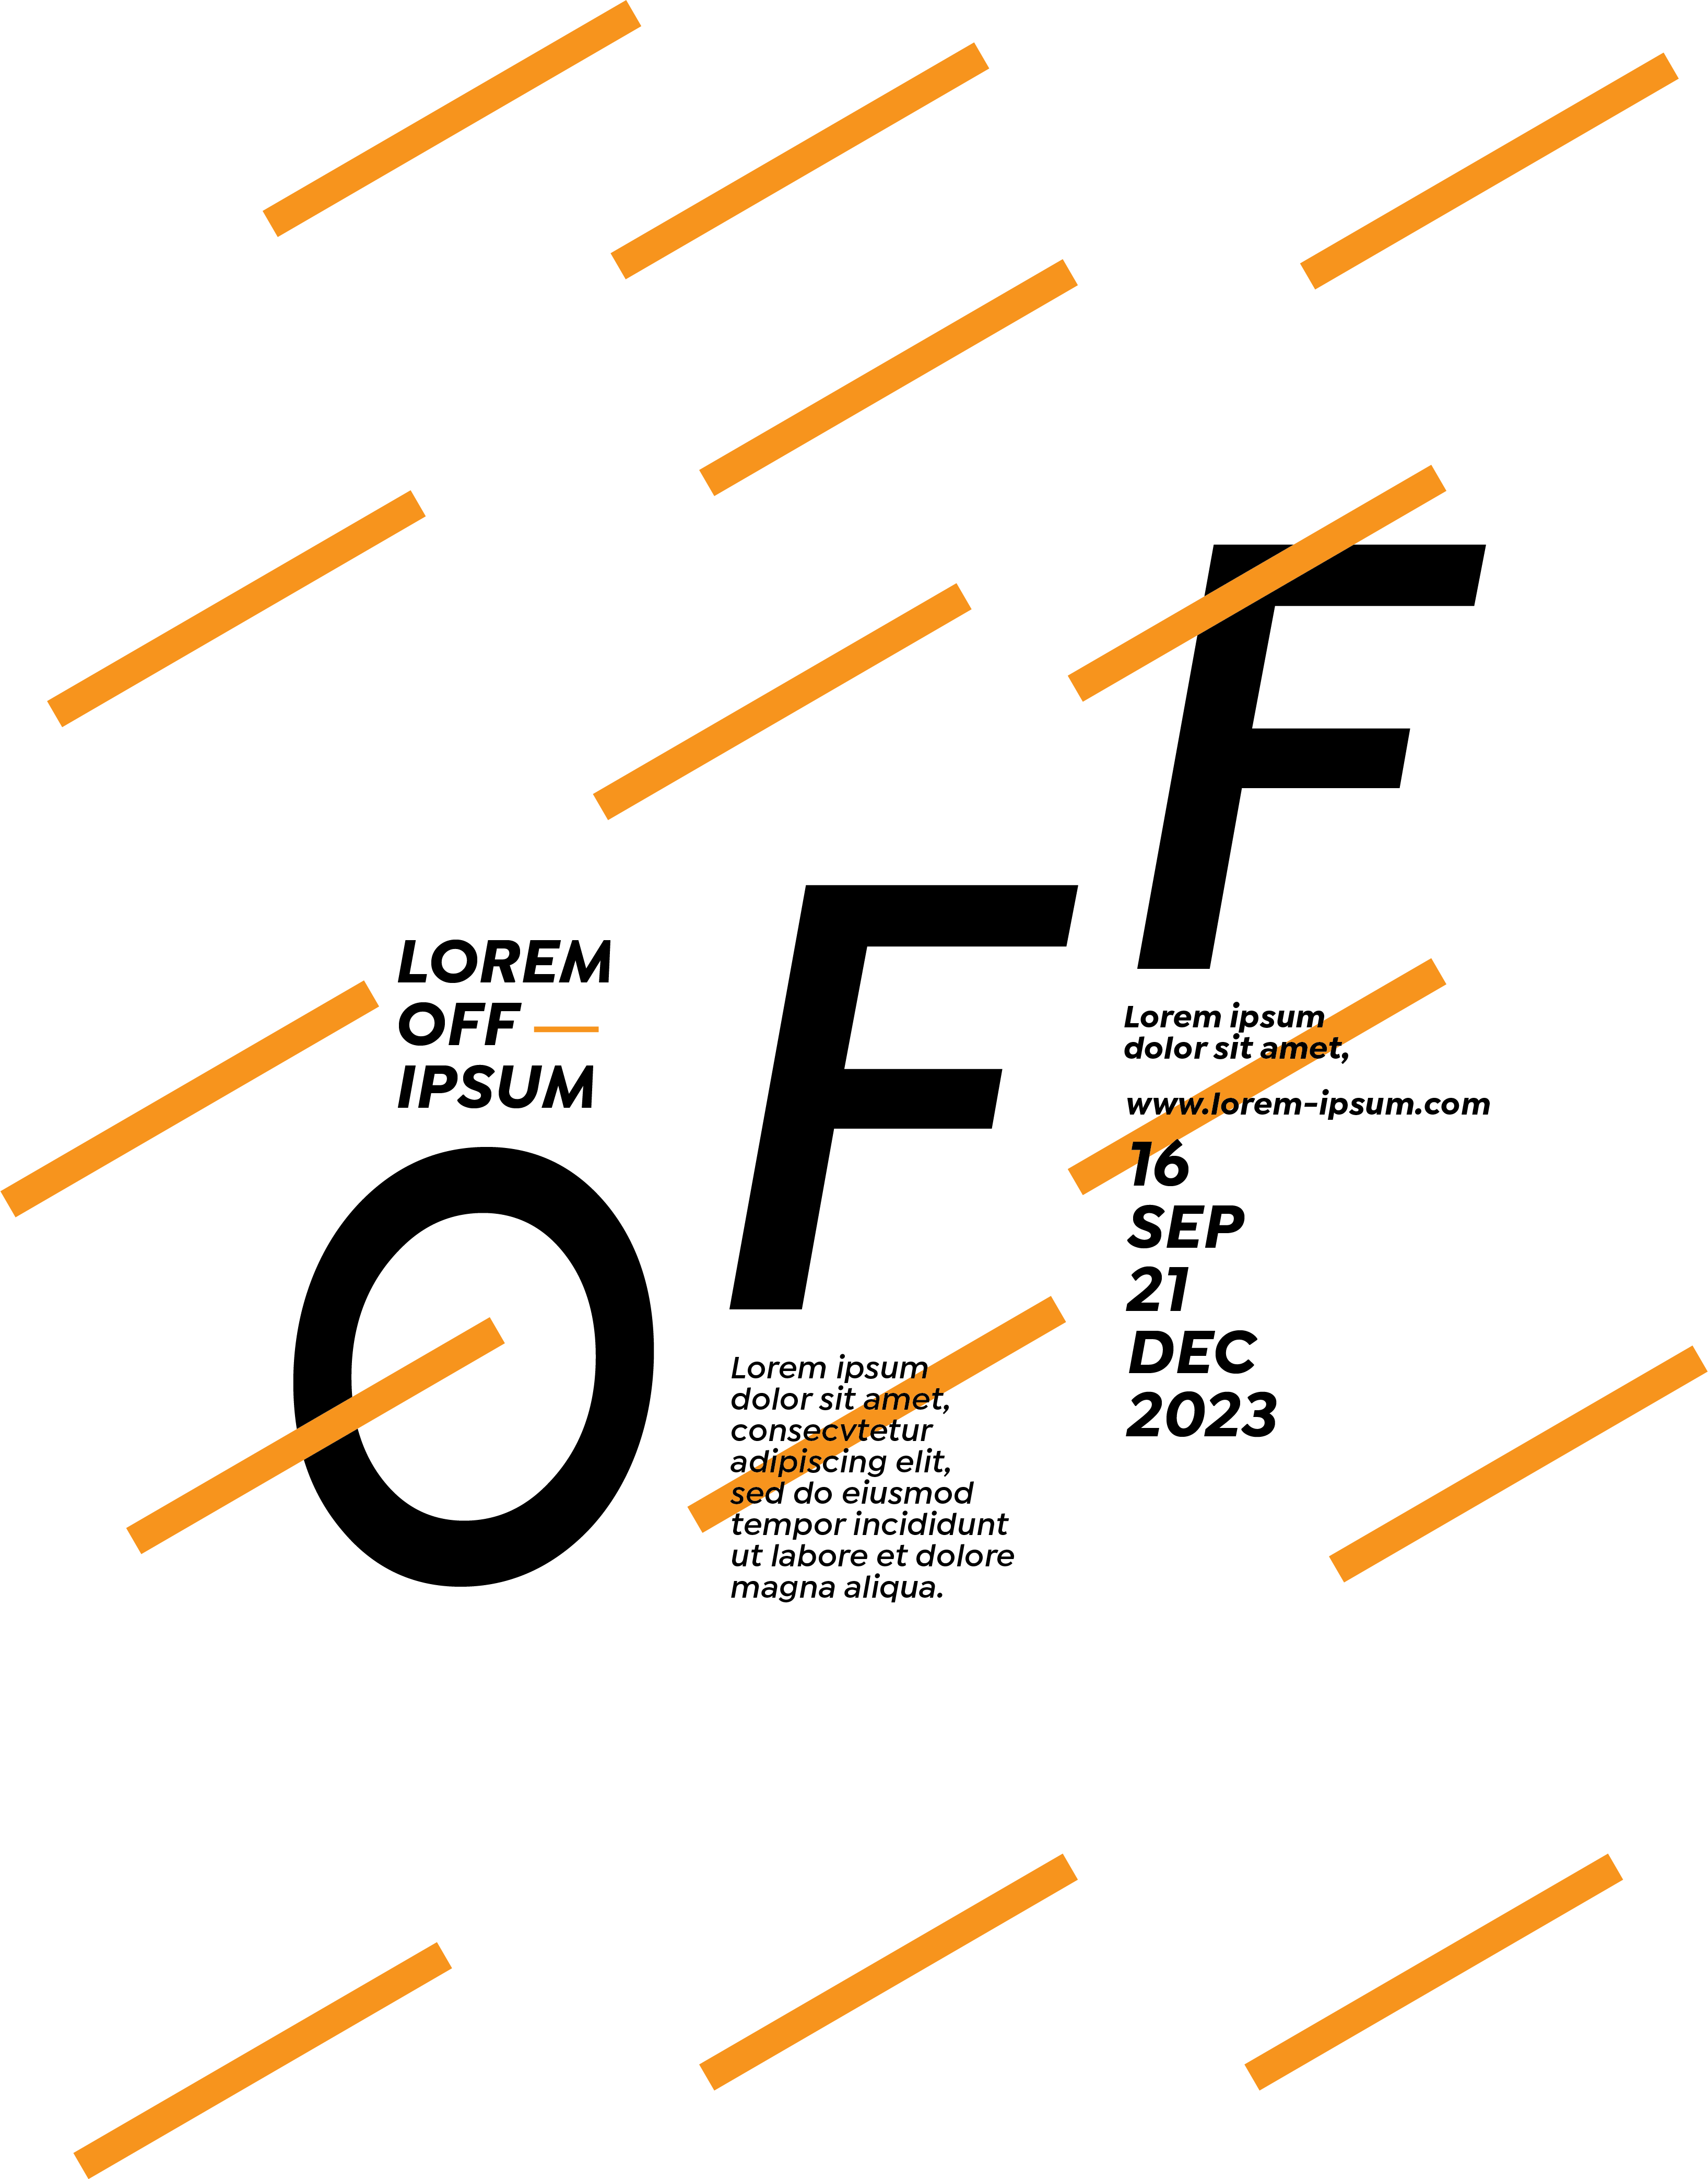 LOREM
OFF —
IPSUM
O
F
F
Lorem ipsum
dolor sit amet,
consecvtetur
adipiscing elit,
sed do eiusmod
tempor incididunt
ut labore et dolore
magna aliqua.
Lorem ipsum
dolor sit amet,
www.lorem-ipsum.com
16
SEP
21
DEC
2023